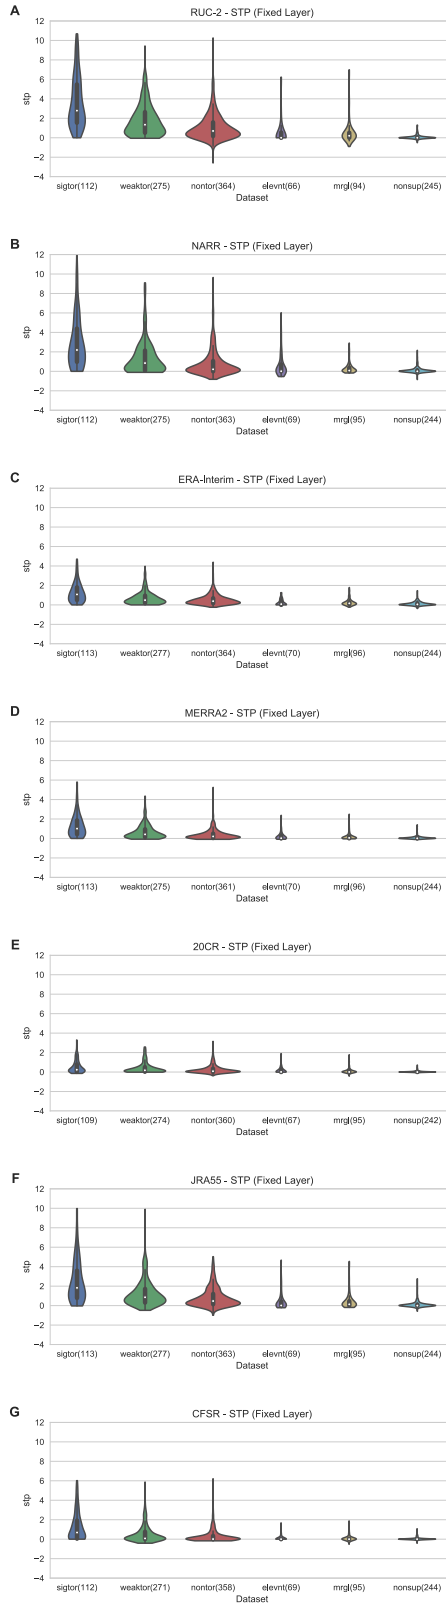 A
RUC-2 - STP (Fixed Layer)
12
10
8
6
4
2
0
−2
−4
stp
sigtor(112) weaktor(275) nontor(364) elevnt(66) mrgl(94) nonsup(245)
Dataset
B
NARR - STP (Fixed Layer)
12
10
8
6
4
2
0
−2
−4
stp
sigtor(112) weaktor(275) nontor(363) elevnt(69) mrgl(95) nonsup(244)
Dataset
C
ERA-Interim - STP (Fixed Layer)
12
10
8
6
4
2
0
−2
−4
stp
sigtor(113) weaktor(277) nontor(364) elevnt(70) mrgl(96) nonsup(244)
Dataset
D
MERRA2 - STP (Fixed Layer)
12
10
8
6
4
2
0
−2
−4
stp
sigtor(113) weaktor(275) nontor(361) elevnt(70) mrgl(96) nonsup(244)
Dataset
E
20CR - STP (Fixed Layer)
12
10
8
6
4
2
0
−2
−4
stp
sigtor(109) weaktor(274) nontor(360) elevnt(67) mrgl(95) nonsup(242)
Dataset
F
JRA55 - STP (Fixed Layer)
12
10
8
6
4
2
0
−2
−4
stp
sigtor(113) weaktor(277) nontor(363) elevnt(69) mrgl(95) nonsup(244)
Dataset
G
CFSR - STP (Fixed Layer)
12
10
8
6
4
2
0
−2
−4
stp
sigtor(112) weaktor(271) nontor(358) elevnt(69) mrgl(95) nonsup(244)
Dataset